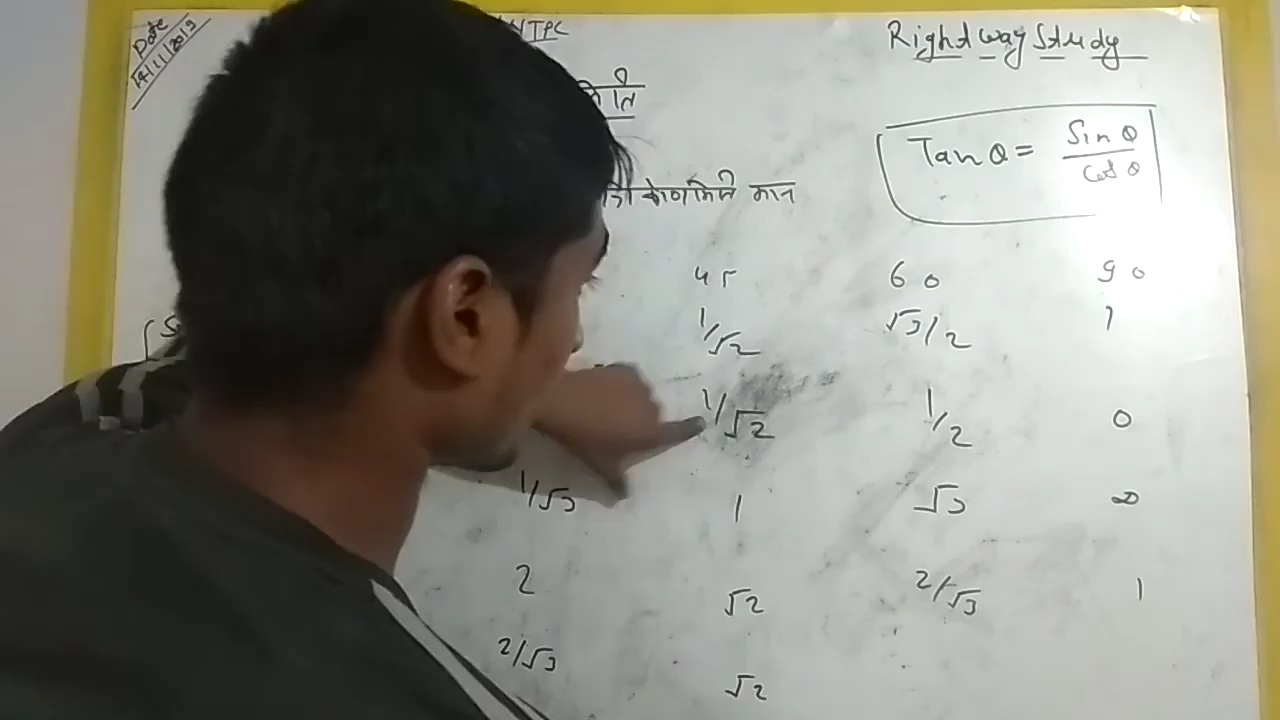 Date
14/11/2019
NTPC
Right way Study
Tan θ = Sin θ / Cos θ
त्रिकोणमिति मान
45 60 90
1/√2 √3/2 1
1/√2 1/2 0
1/√3 1 √3 ∞
2 √2 2/√3 1
2/√3 √2